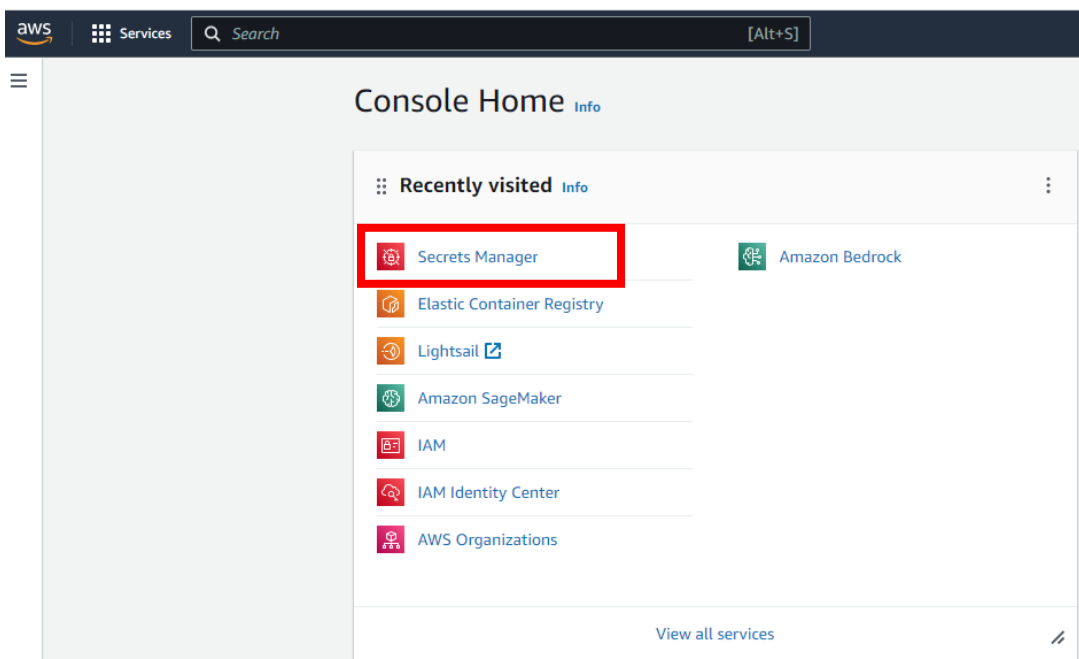 aws Services Search [Alt+S]
Console Home Info
Recently visited Info
Secrets Manager
Elastic Container Registry
Lightsail
Amazon SageMaker
IAM
IAM Identity Center
AWS Organizations
Amazon Bedrock
View all services